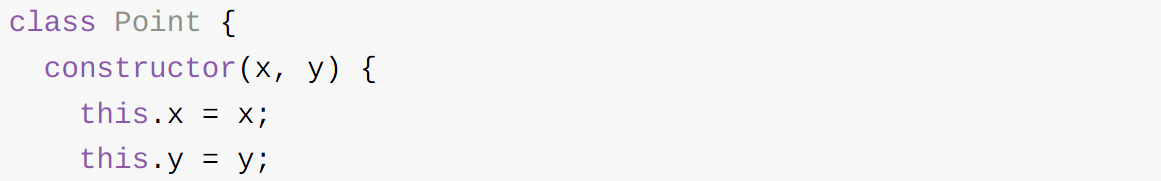 class Point {
  constructor(x, y) {
    this.x = x;
    this.y = y;